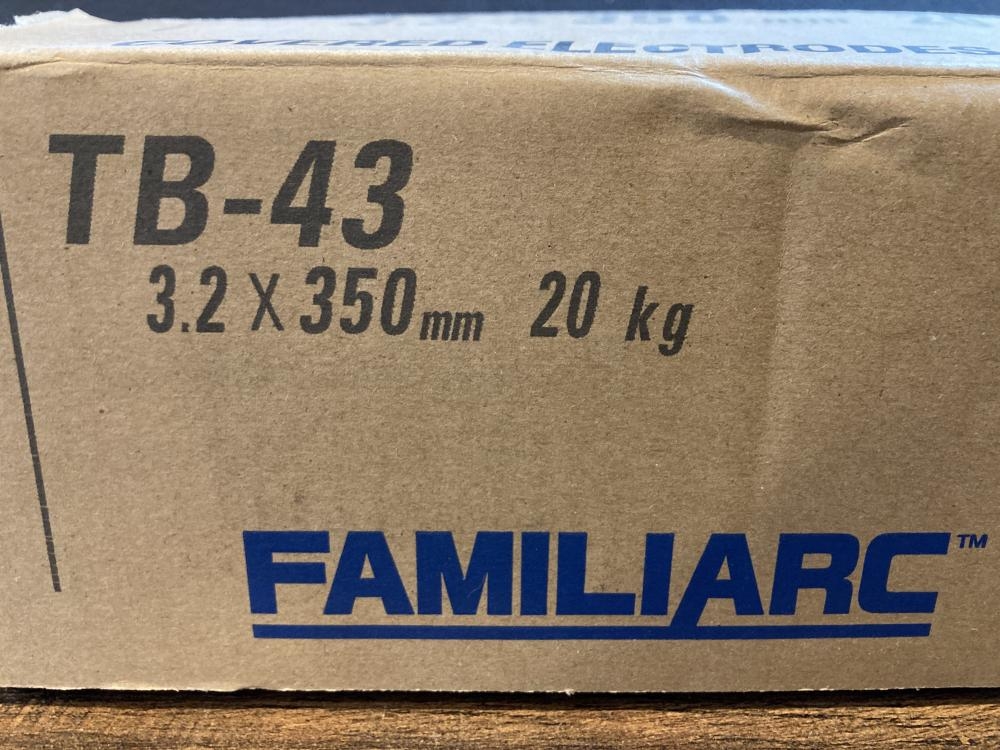 COVERED ELECTRODES
TB-43
3.2 X 350mm 20 kg
FAMILIARC™